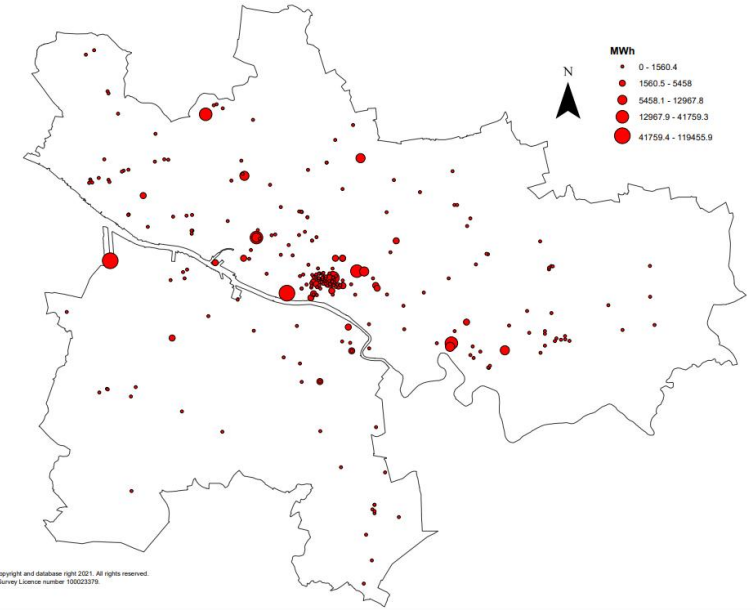 MWh
N
0 - 1560.4
1560.5 - 5458
5458.1 - 12967.8
12967.9 - 41759.3
41759.4 - 119455.9
opyright and database right 2021. All rights reserved.
Survey Licence number 100023379.